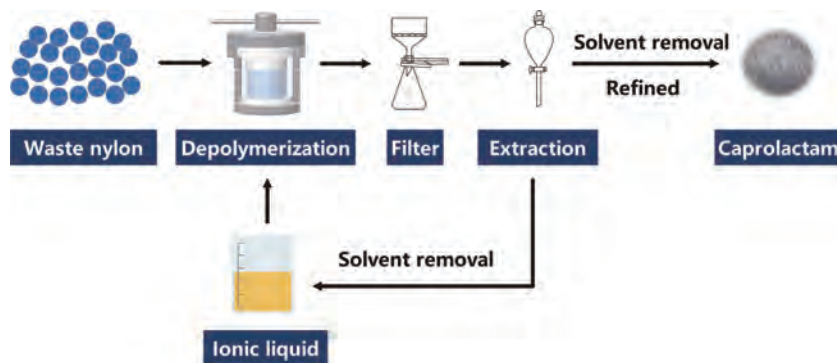 Solvent removal
Refined
Waste nylon
Depolymerization
Filter
Extraction
Caprolactam
Solvent removal
Ionic liquid